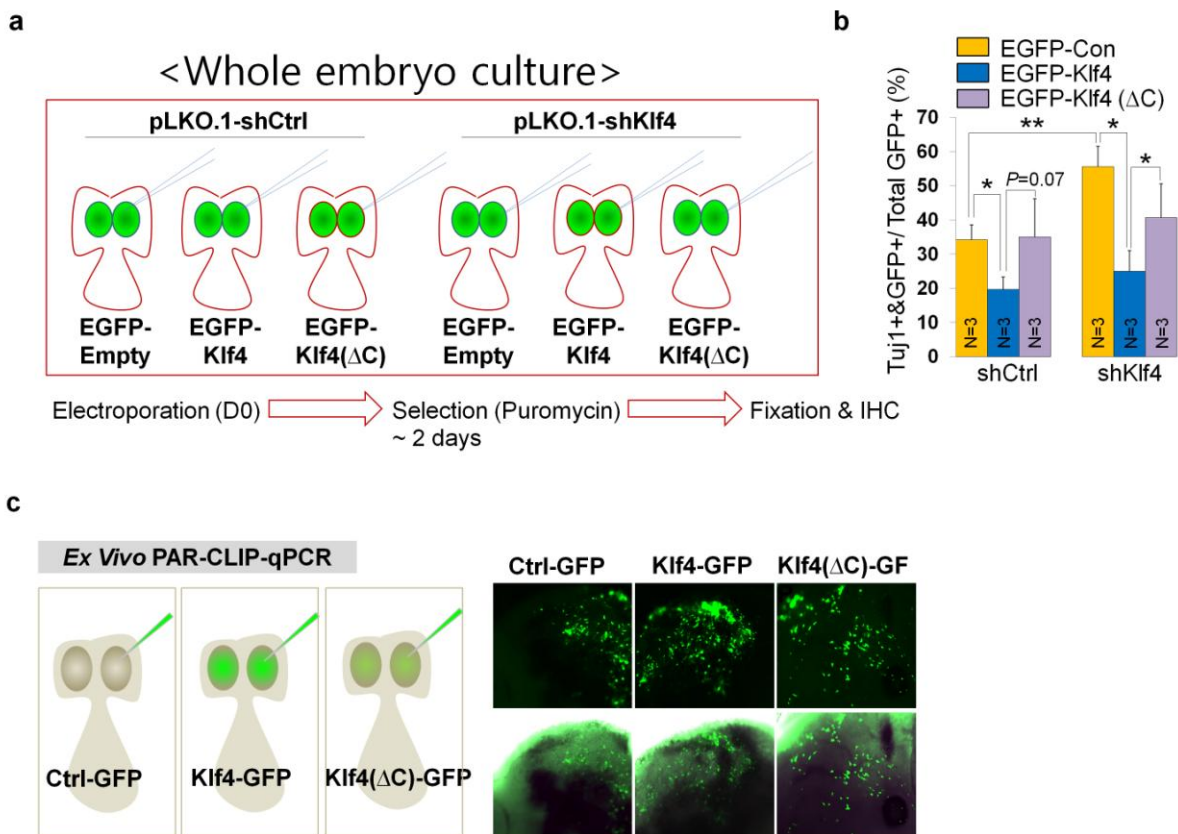 a
<Whole embryo culture>
pLKO.1-shCtrl
pLKO.1-shKlf4
EGFP-
Empty
EGFP-
Klf4
EGFP-
Klf4(ΔC)
EGFP-
Empty
EGFP-
Klf4
EGFP-
Klf4(ΔC)
Electroporation (D0)
Selection (Puromycin)
~ 2 days
Fixation & IHC
b
EGFP-Con
EGFP-Klf4
EGFP-Klf4 (ΔC)
Tuj1+&GFP+/ Total GFP+ (%)
70
60
50
40
30
20
10
0
**
*
*
*
P=0.07
N=3
N=3
N=3
N=3
N=3
N=3
shCtrl
shKlf4
c
Ex Vivo PAR-CLIP-qPCR
Ctrl-GFP
Klf4-GFP
Klf4(ΔC)-GFP
Ctrl-GFP
Klf4-GFP
Klf4(ΔC)-GF